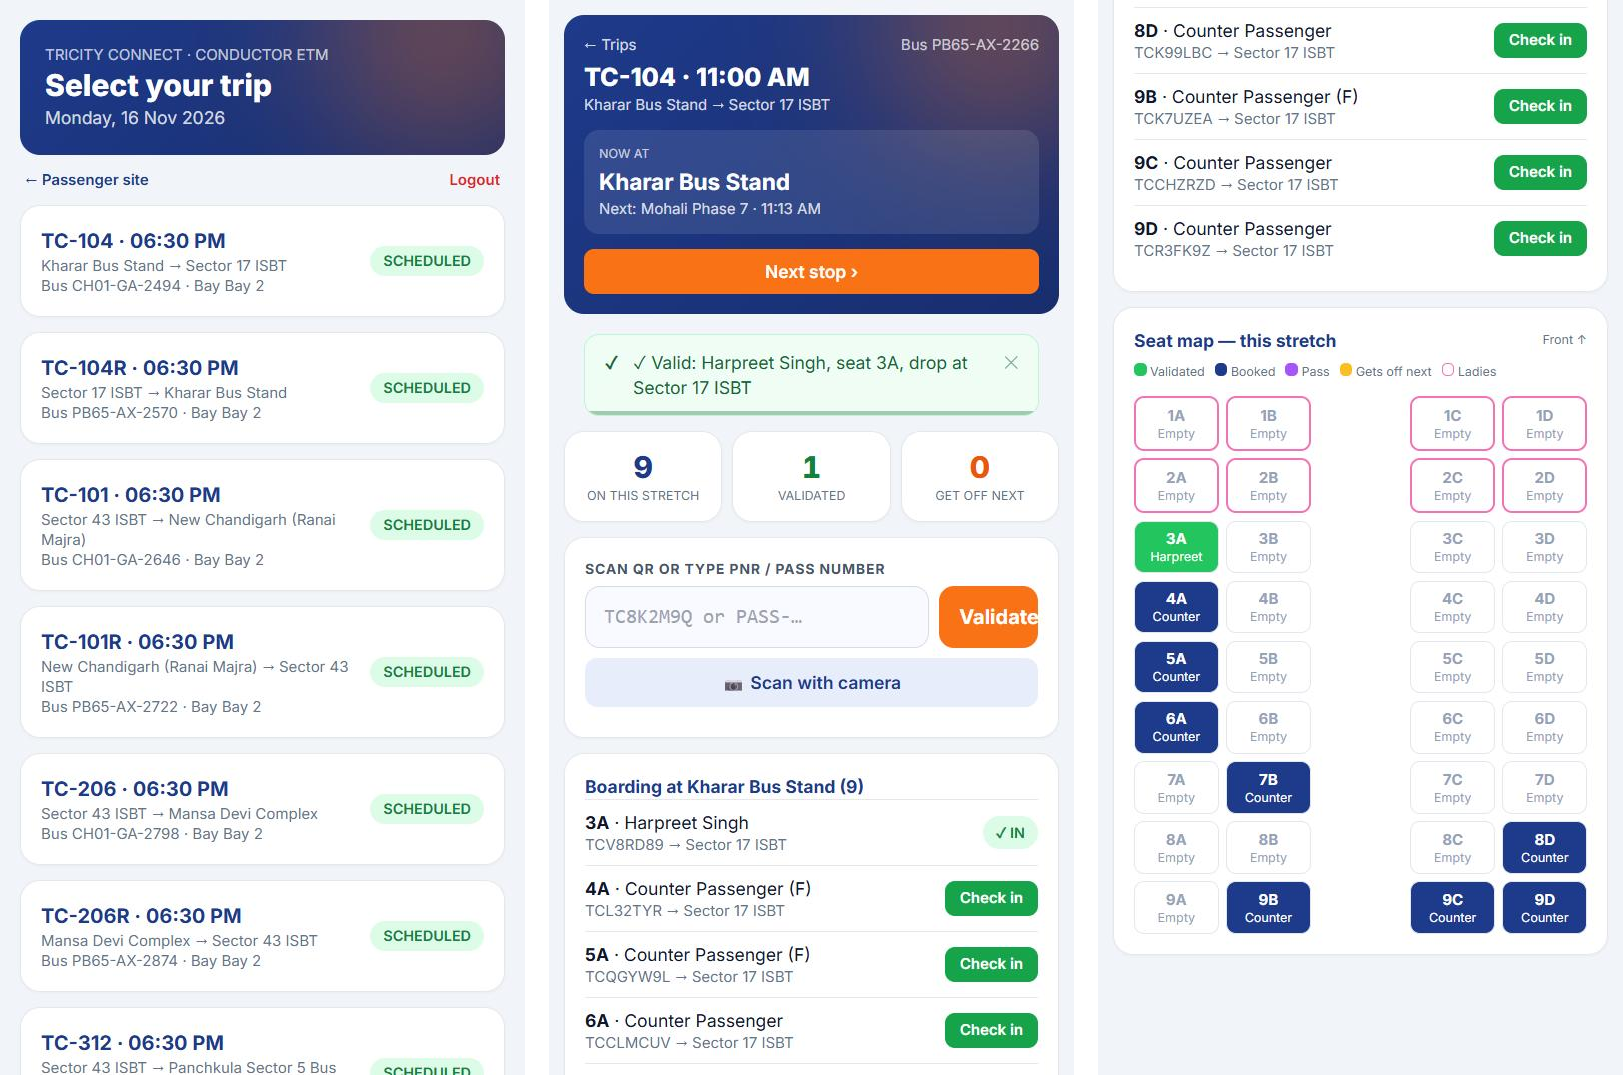 TRICITY CONNECT · CONDUCTOR ETM
Select your trip
Monday, 16 Nov 2026
← Passenger site
Logout
TC-104 · 06:30 PM
Kharar Bus Stand → Sector 17 ISBT
Bus CH01-GA-2494 · Bay Bay 2
SCHEDULED
TC-104R · 06:30 PM
Sector 17 ISBT → Kharar Bus Stand
Bus PB65-AX-2570 · Bay Bay 2
SCHEDULED
TC-101 · 06:30 PM
Sector 43 ISBT → New Chandigarh (Ranai
Majra)
Bus CH01-GA-2646 · Bay Bay 2
SCHEDULED
TC-101R · 06:30 PM
New Chandigarh (Ranai Majra) → Sector 43
ISBT
Bus PB65-AX-2722 · Bay Bay 2
SCHEDULED
TC-206 · 06:30 PM
Sector 43 ISBT → Mansa Devi Complex
Bus CH01-GA-2798 · Bay Bay 2
SCHEDULED
TC-206R · 06:30 PM
Mansa Devi Complex → Sector 43 ISBT
Bus PB65-AX-2874 · Bay Bay 2
SCHEDULED
TC-312 · 06:30 PM
Sector 43 ISBT → Panchkula Sector 5 Bus
SCHEDULED
← Trips
Bus PB65-AX-2266
TC-104 · 11:00 AM
Kharar Bus Stand → Sector 17 ISBT
NOW AT
Kharar Bus Stand
Next: Mohali Phase 7 · 11:13 AM
Next stop ›
✓ ✓ Valid: Harpreet Singh, seat 3A, drop at
Sector 17 ISBT
9
ON THIS STRETCH
1
VALIDATED
0
GET OFF NEXT
SCAN QR OR TYPE PNR / PASS NUMBER
TC8K2M9Q or PASS-…
Validate
📷 Scan with camera
Boarding at Kharar Bus Stand (9)
3A · Harpreet Singh
TCV8RD89 → Sector 17 ISBT
✓ IN
4A · Counter Passenger (F)
TCL32TYR → Sector 17 ISBT
Check in
5A · Counter Passenger (F)
TCQGYW9L → Sector 17 ISBT
Check in
6A · Counter Passenger
TCCLMCUV → Sector 17 ISBT
Check in
8D · Counter Passenger
TCK99LBC → Sector 17 ISBT
Check in
9B · Counter Passenger (F)
TCK7UZEA → Sector 17 ISBT
Check in
9C · Counter Passenger
TCCHZRZD → Sector 17 ISBT
Check in
9D · Counter Passenger
TCR3FK9Z → Sector 17 ISBT
Check in
Seat map — this stretch
Front ↑
Validated Booked Pass Gets off next Ladies
1A 1B 1C 1D
Empty Empty Empty Empty
2A 2B 2C 2D
Empty Empty Empty Empty
3A 3B 3C 3D
Harpreet Empty Empty Empty
4A 4B 4C 4D
Counter Empty Empty Empty
5A 5B 5C 5D
Counter Empty Empty Empty
6A 6B 6C 6D
Counter Empty Empty Empty
7A 7B 7C 7D
Empty Counter Empty Empty
8A 8B 8C 8D
Empty Empty Empty Counter
9A 9B 9C 9D
Empty Counter Counter Counter